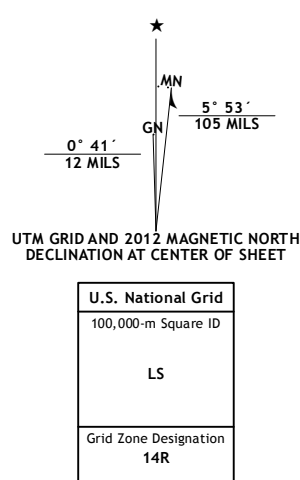 MN
GN
5° 53´
105 MILS
0° 41´
12 MILS
UTM GRID AND 2012 MAGNETIC NORTH
DECLINATION AT CENTER OF SHEET
U.S. National Grid
100,000-m Square ID
LS
Grid Zone Designation
14R